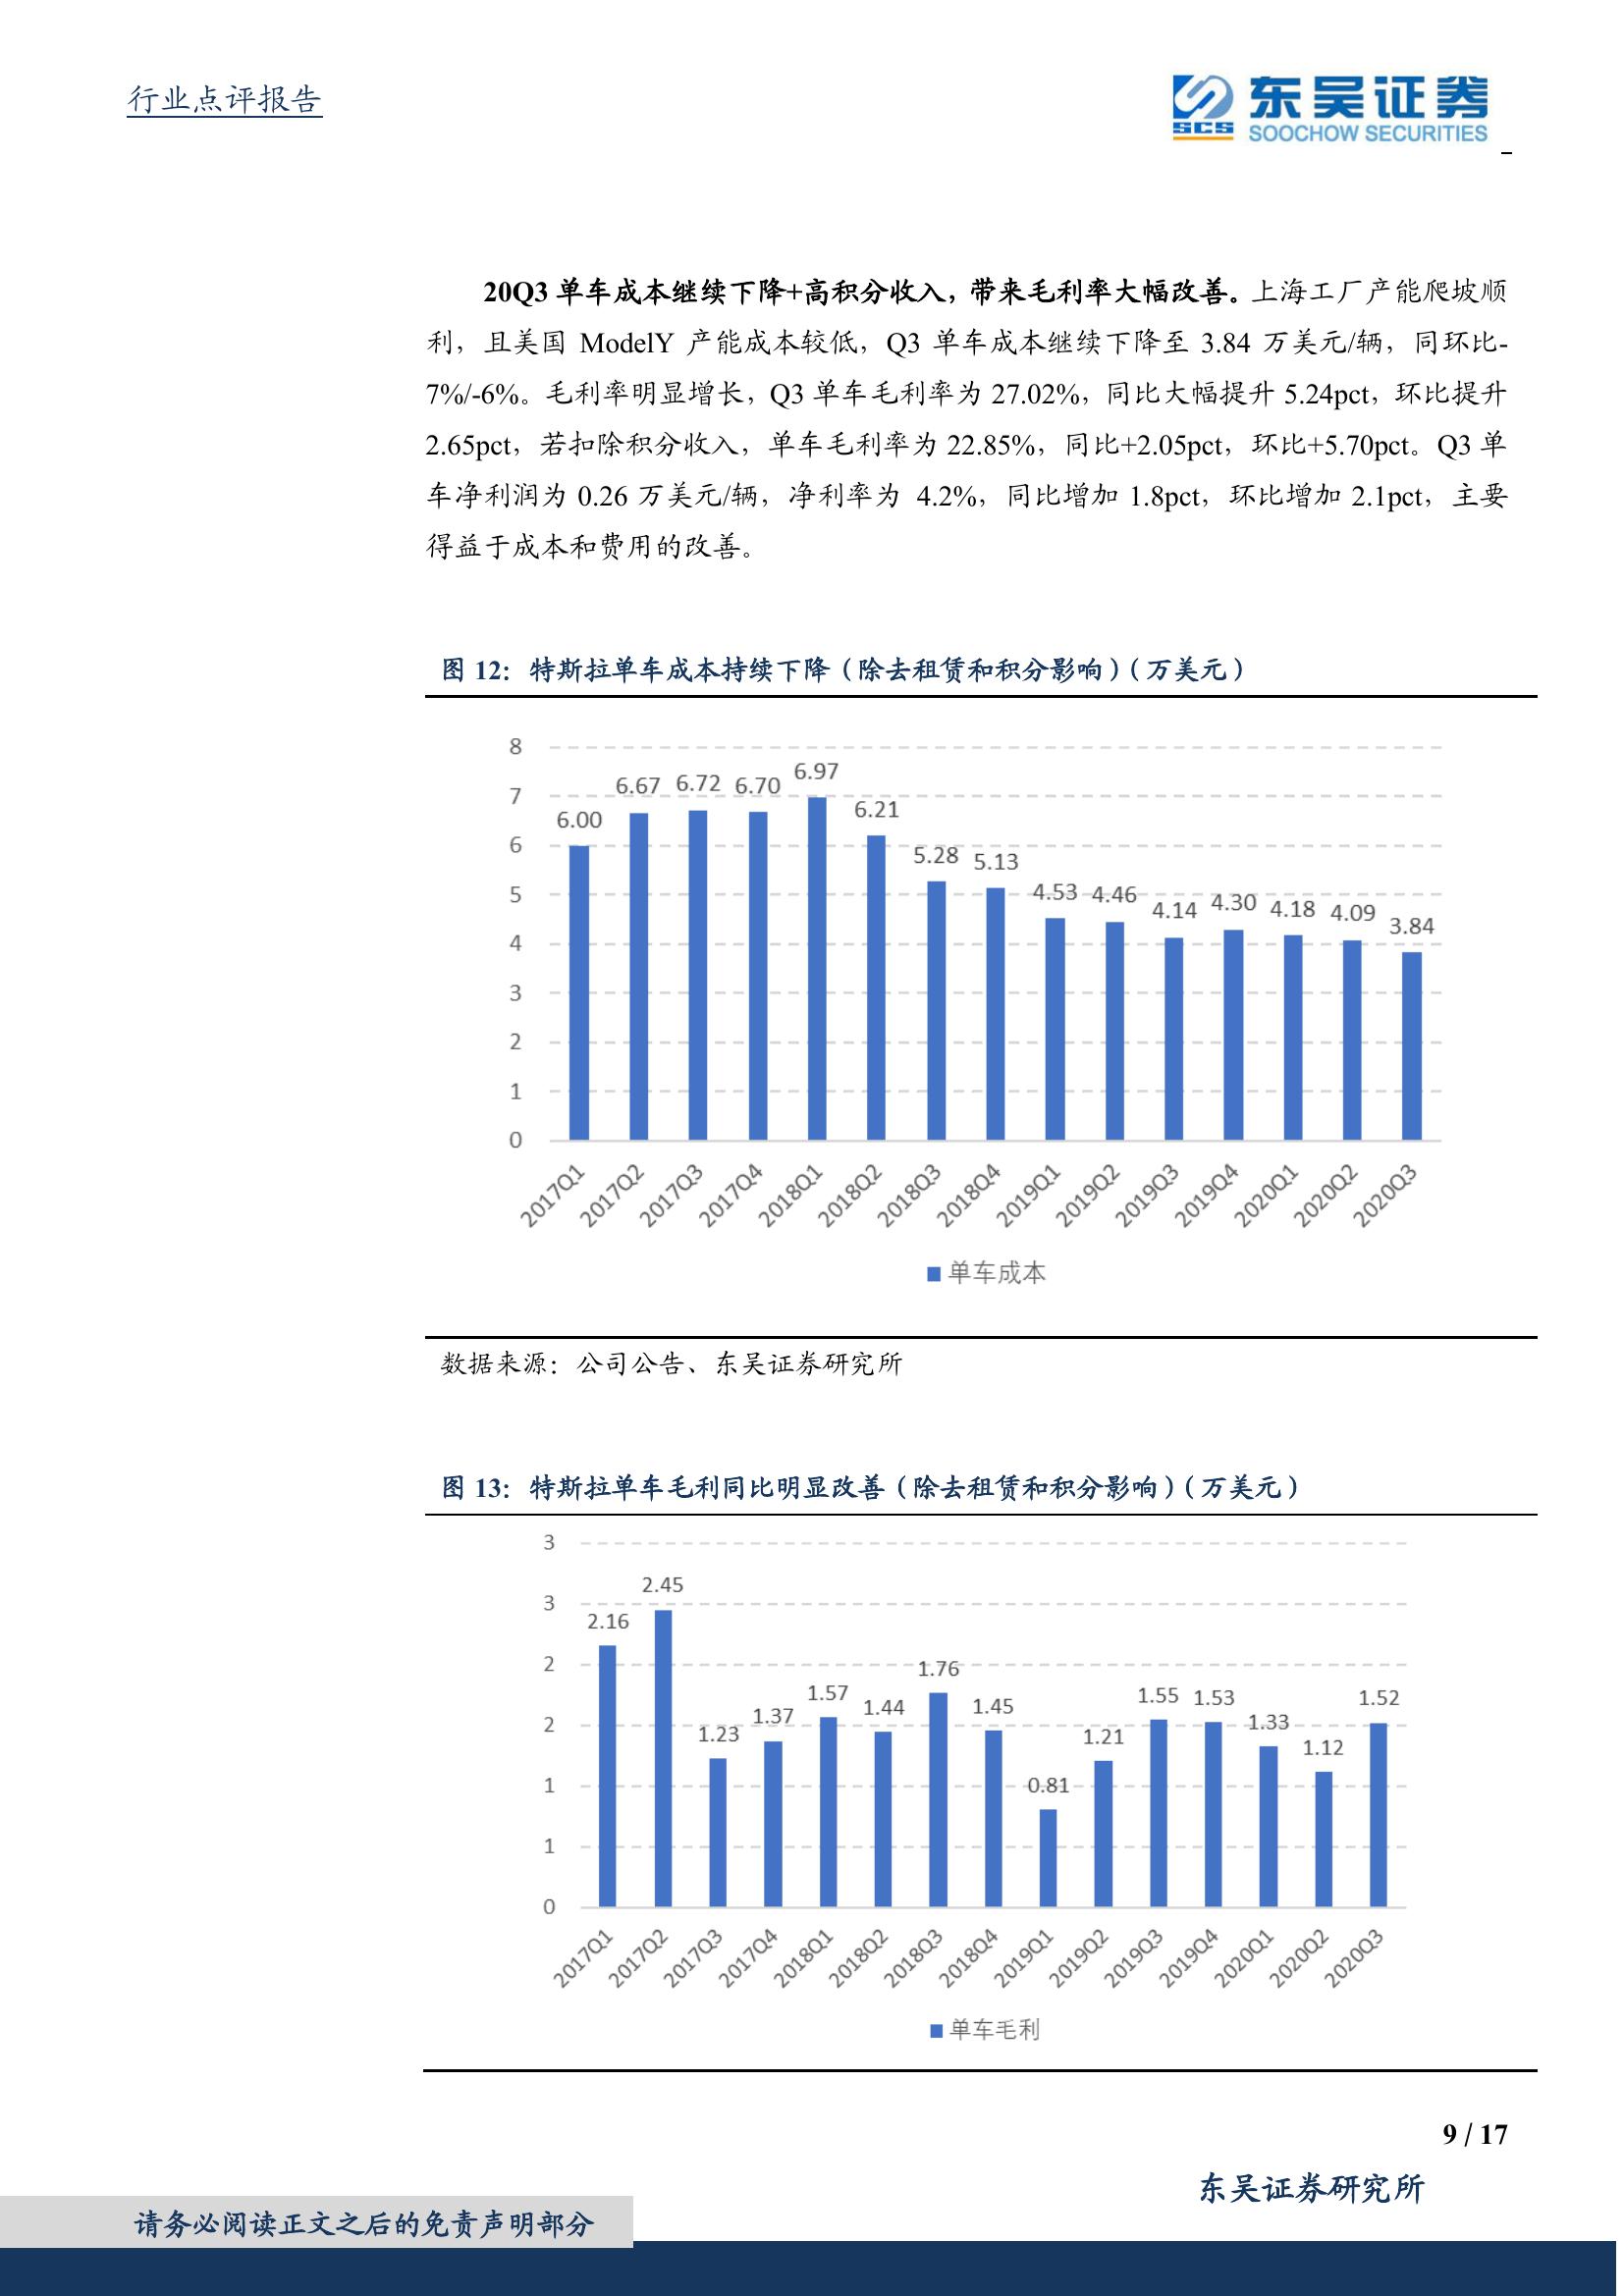 行业点评报告
SCS
东吴证券
SOOCHOW SECURITIES
20Q3 单车成本继续下降+高积分收入，带来毛利率大幅改善。上海工厂产能爬坡顺
利，且美国 ModelY 产能成本较低，Q3 单车成本继续下降至 3.84 万美元/辆，同环比-
7%/-6%。毛利率明显增长，Q3 单车毛利率为 27.02%，同比大幅提升 5.24pct，环比提升
2.65pct，若扣除积分收入，单车毛利率为 22.85%，同比+2.05pct，环比+5.70pct。Q3 单
车净利润为 0.26 万美元/辆，净利率为 4.2%，同比增加 1.8pct，环比增加 2.1pct，主要
得益于成本和费用的改善。
图 12：特斯拉单车成本持续下降（除去租赁和积分影响）（万美元）
8
7
6
5
4
3
2
1
0
6.00
6.67
6.72
6.70
6.97
6.21
5.28
5.13
4.53
4.46
4.14
4.30
4.18
4.09
3.84
2017Q1
2017Q2
2017Q3
2017Q4
2018Q1
2018Q2
2018Q3
2018Q4
2019Q1
2019Q2
2019Q3
2019Q4
2020Q1
2020Q2
2020Q3
单车成本
数据来源：公司公告、东吴证券研究所
图 13：特斯拉单车毛利同比明显改善（除去租赁和积分影响）（万美元）
3
3
2
2
1
1
0
2.16
2.45
1.23
1.37
1.57
1.44
1.76
1.45
0.81
1.21
1.55
1.53
1.33
1.12
1.52
2017Q1
2017Q2
2017Q3
2017Q4
2018Q1
2018Q2
2018Q3
2018Q4
2019Q1
2019Q2
2019Q3
2019Q4
2020Q1
2020Q2
2020Q3
单车毛利
9 / 17
东吴证券研究所
请务必阅读正文之后的免责声明部分